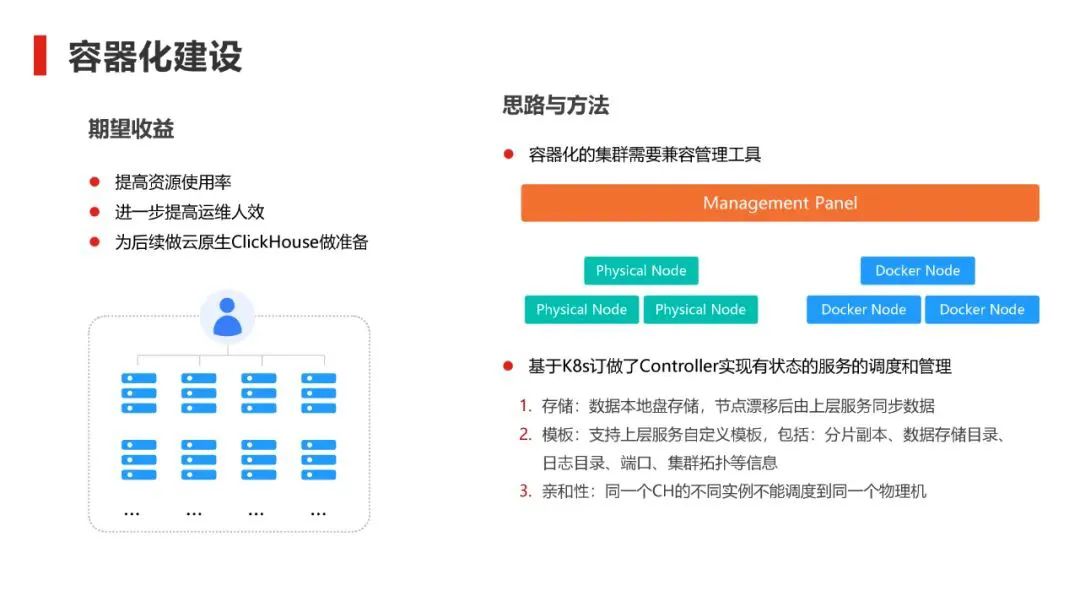 容器化建设
期望收益
● 提高资源使用率
● 进一步提高运维人效
● 为后续做云原生ClickHouse做准备
...
...
...
...
思路与方法
● 容器化的集群需要兼容管理工具
Management Panel
Physical Node
Physical Node
Physical Node
Docker Node
Docker Node
Docker Node
● 基于K8s订做了Controller实现有状态的服务的调度和管理
1. 存储：数据本地盘存储，节点漂移后由上层服务同步数据
2. 模板：支持上层服务自定义模板，包括：分片副本、数据存储目录、
日志目录、端口、集群拓扑等信息
3. 亲和性：同一个CH的不同实例不能调度到同一个物理机